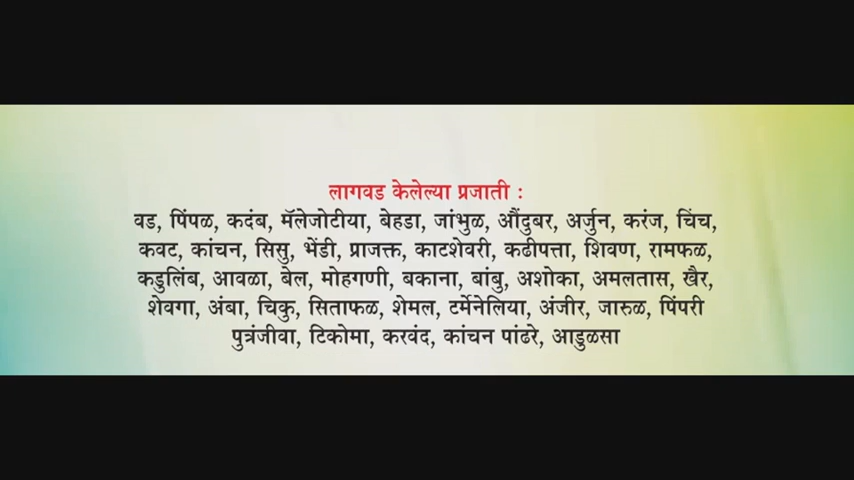 लागवड केलेल्या प्रजाती :
वड, पिंपळ, कदंब, मॅलेजोटीया, बेहडा, जांभुळ, औंदुबर, अर्जुन, करंज, चिंच,
कवट, कांचन, सिसु, भेंडी, प्राजक्त, काटशेवरी, कढीपत्ता, शिवण, रामफळ,
कडुलिंब, आवळा, बेल, मोहगणी, बकाना, बांबु, अशोका, अमलतास, खैर,
शेवगा, अंबा, चिकु, सिताफळ, शेमल, टर्मेनेलिया, अंजीर, जारुळ, पिंपरी
पुत्रंजीवा, टिकोमा, करवंद, कांचन पांढरे, आडुळसा